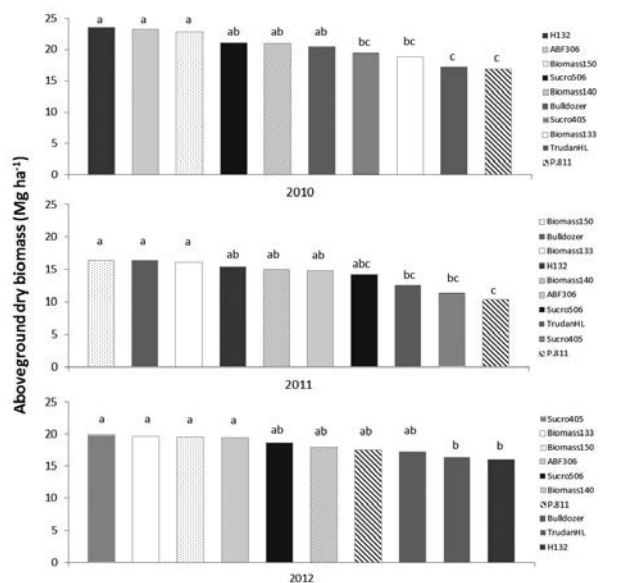 Aboveground dry biomass (Mg ha⁻¹)
25
20
15
10
5
0
a a a ab ab ab bc bc c c
2010
H132
ABF306
Biomass150
Sucro506
Biomass140
Bulldozer
Sucro405
Biomass133
TrudanHL
P.811
25
20
15
10
5
0
a a a ab ab ab abc bc bc c
2011
Biomass150
Bulldozer
Biomass133
H132
Biomass140
ABF306
Sucro506
TrudanHL
Sucro405
P.811
25
20
15
10
5
0
a a a a ab ab ab ab b b
2012
Sucro405
Biomass133
Biomass150
ABF306
Sucro506
Biomass140
P.811
Bulldozer
TrudanHL
H132